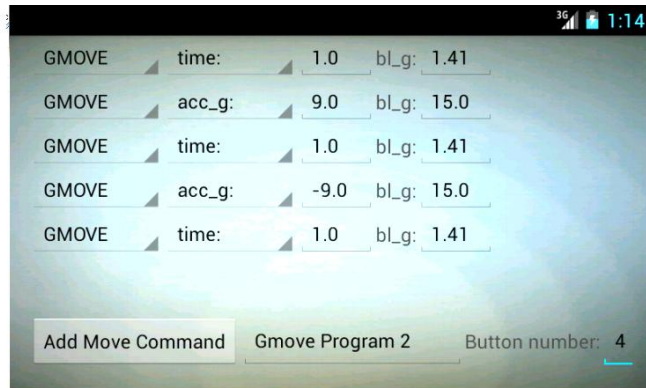 3G 1:14
GMOVE time: 1.0 bl_g: 1.41
GMOVE acc_g: 9.0 bl_g: 15.0
GMOVE time: 1.0 bl_g: 1.41
GMOVE acc_g: -9.0 bl_g: 15.0
GMOVE time: 1.0 bl_g: 1.41
Add Move Command Gmove Program 2 Button number: 4